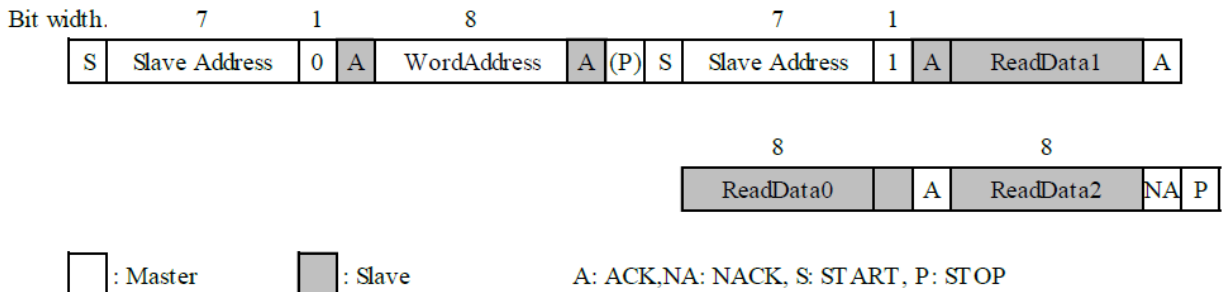 Bit width. 7 1 8 7 1
S Slave Address 0 A WordAddress A (P) S Slave Address 1 A ReadData1 A
8 8
ReadData0 A ReadData2 NA P
: Master : Slave A: ACK,NA: NACK, S: START, P: STOP